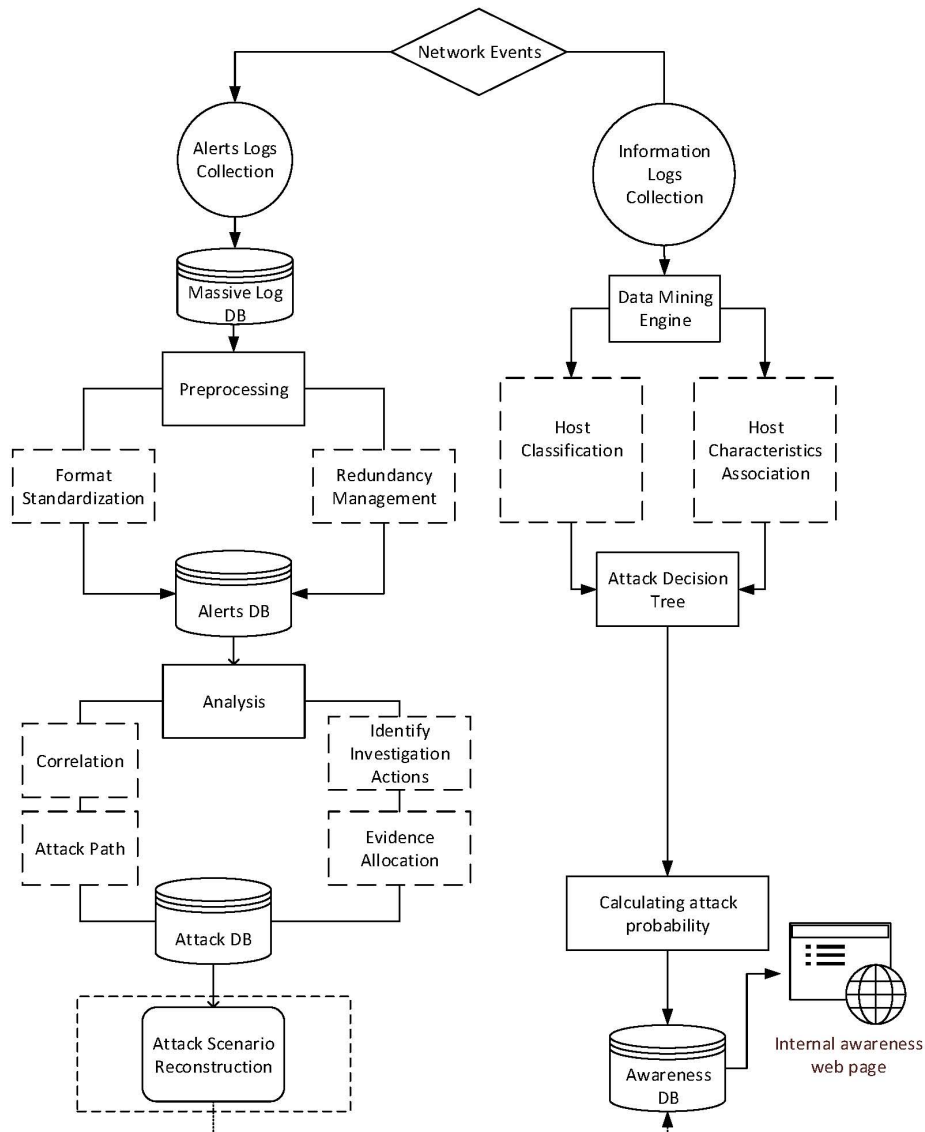 Network Events
Alerts Logs
Collection
Information
Logs
Collection
Massive Log
DB
Data Mining
Engine
Preprocessing
Host
Classification
Host
Characteristics
Association
Format
Standardization
Redundancy
Management
Alerts DB
Attack Decision
Tree
Analysis
Correlation
Identify
Investigation
Actions
Attack Path
Evidence
Allocation
Attack DB
Calculating attack
probability
Attack Scenario
Reconstruction
Awareness
DB
Internal awareness
web page